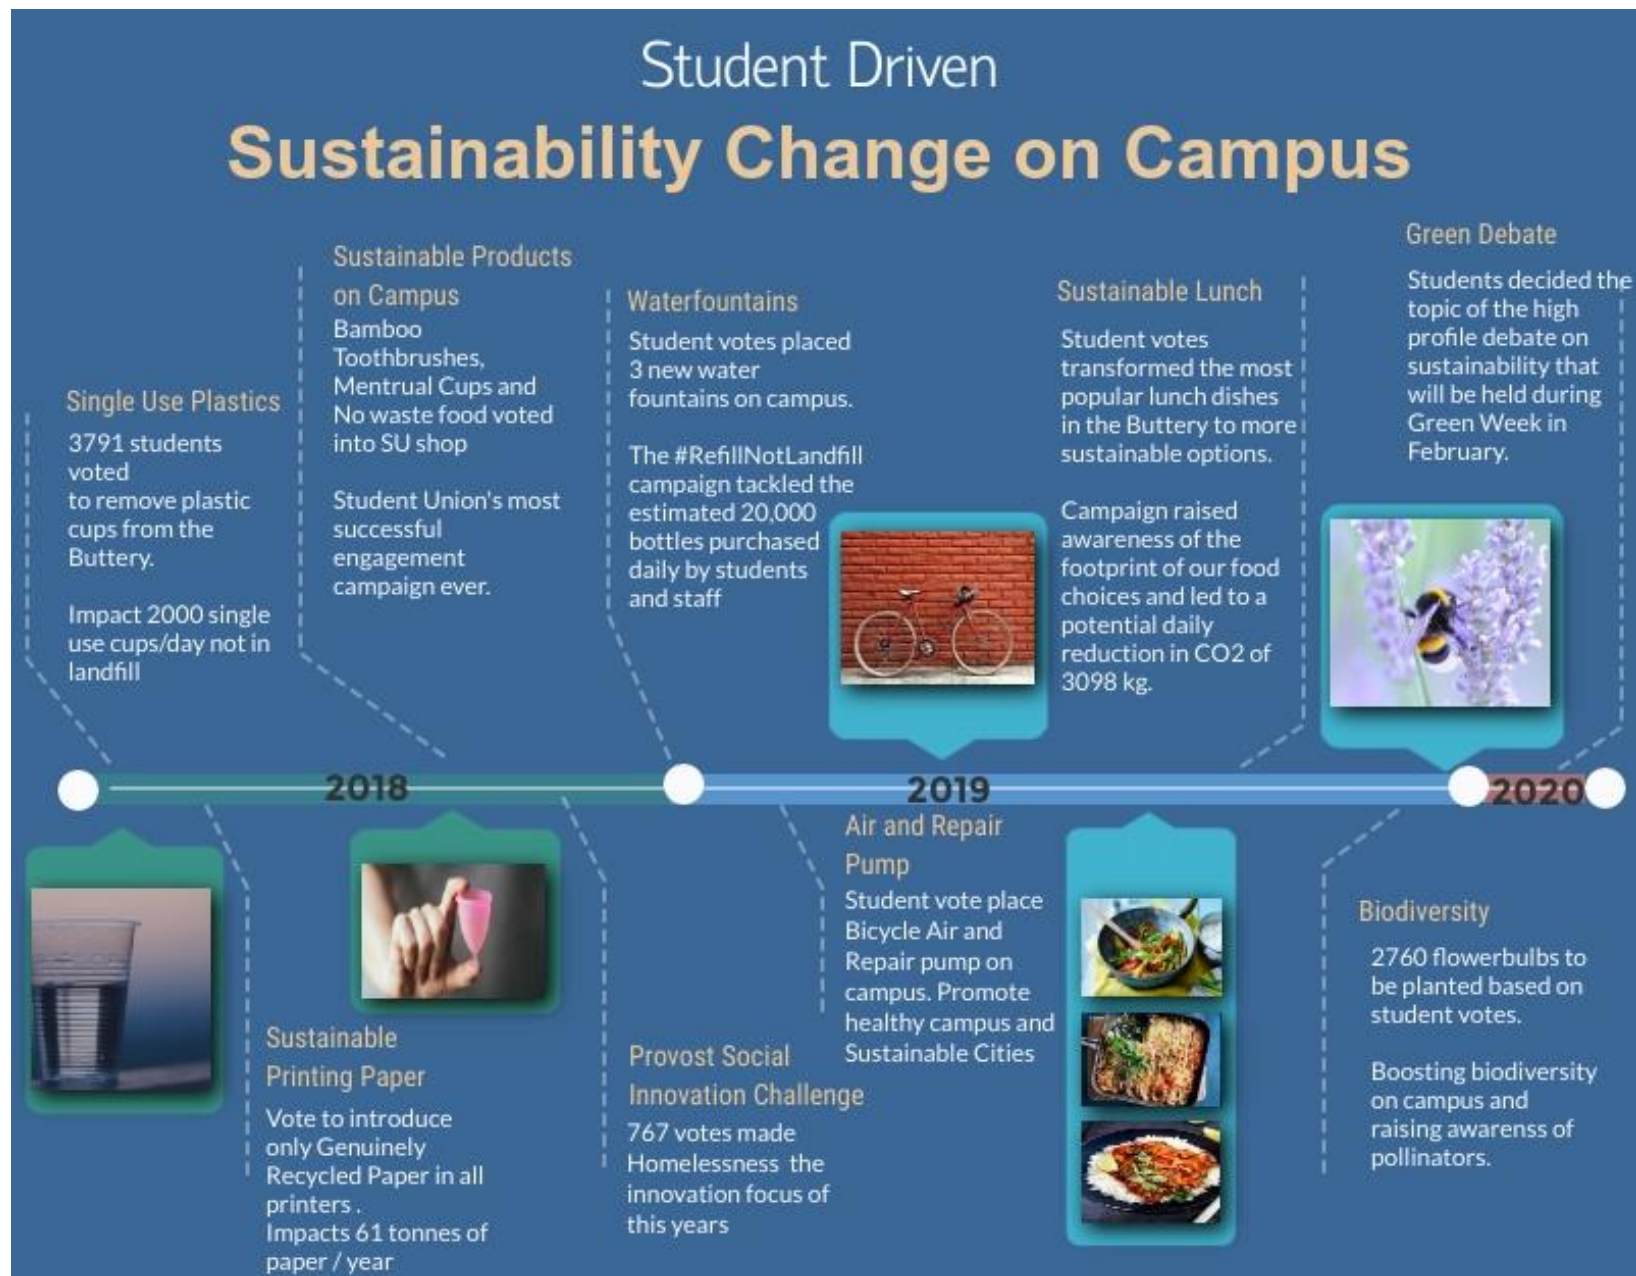 Student Driven
Sustainability Change on Campus
Single Use Plastics
3791 students
voted
to remove plastic
cups from the
Buttery.
Impact 2000 single
use cups/day not in
landfill
Sustainable Products
on Campus
Bamboo
Toothbrushes,
Mentrual Cups and
No waste food voted
into SU shop
Student Union's most
successful
engagement
campaign ever.
Waterfountains
Student votes placed
3 new water
fountains on campus.
The #RefillNotLandfill
campaign tackled the
estimated 20,000
bottles purchased
daily by students
and staff
Sustainable Lunch
Student votes
transformed the most
popular lunch dishes
in the Buttery to more
sustainable options.
Campaign raised
awareness of the
footprint of our food
choices and led to a
potential daily
reduction in CO2 of
3098 kg.
Green Debate
Students decided the
topic of the high
profile debate on
sustainability that
will be held during
Green Week in
February.
2018
2019
2020
Sustainable
Printing Paper
Vote to introduce
only Genuinely
Recycled Paper in all
printers .
Impacts 61 tonnes of
paper / year
Provost Social
Innovation Challenge
767 votes made
Homelessness the
innovation focus of
this years
Air and Repair
Pump
Student vote place
Bicycle Air and
Repair pump on
campus. Promote
healthy campus and
Sustainable Cities
Biodiversity
2760 flowerbulbs to
be planted based on
student votes.
Boosting biodiversity
on campus and
raising awarenss of
pollinators.